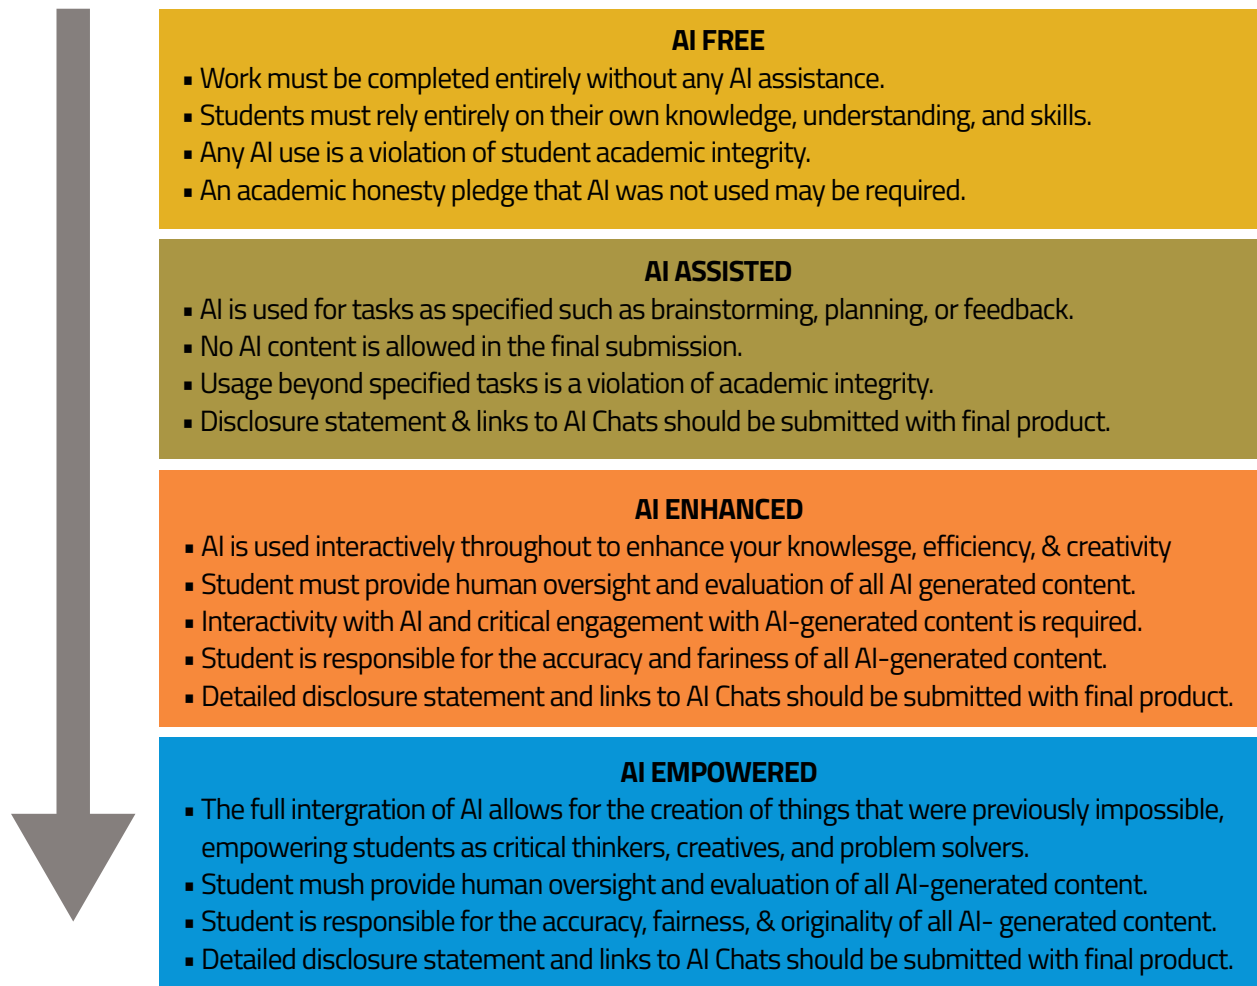 AI FREE
▪ Work must be completed entirely without any AI assistance.
▪ Students must rely entirely on their own knowledge, understanding, and skills.
▪ Any AI use is a violation of student academic integrity.
▪ An academic honesty pledge that AI was not used may be required.
AI ASSISTED
▪ AI is used for tasks as specified such as brainstorming, planning, or feedback.
▪ No AI content is allowed in the final submission.
▪ Usage beyond specified tasks is a violation of academic integrity.
▪ Disclosure statement & links to AI Chats should be submitted with final product.
AI ENHANCED
▪ AI is used interactively throughout to enhance your knowlesge, efficiency, & creativity
▪ Student must provide human oversight and evaluation of all AI generated content.
▪ Interactivity with AI and critical engagement with AI-generated content is required.
▪ Student is responsible for the accuracy and fariness of all AI-generated content.
▪ Detailed disclosure statement and links to AI Chats should be submitted with final product.
AI EMPOWERED
▪ The full intergration of AI allows for the creation of things that were previously impossible,
empowering students as critical thinkers, creatives, and problem solvers.
▪ Student mush provide human oversight and evaluation of all AI-generated content.
▪ Student is responsible for the accuracy, fairness, & originality of all AI- generated content.
▪ Detailed disclosure statement and links to AI Chats should be submitted with final product.